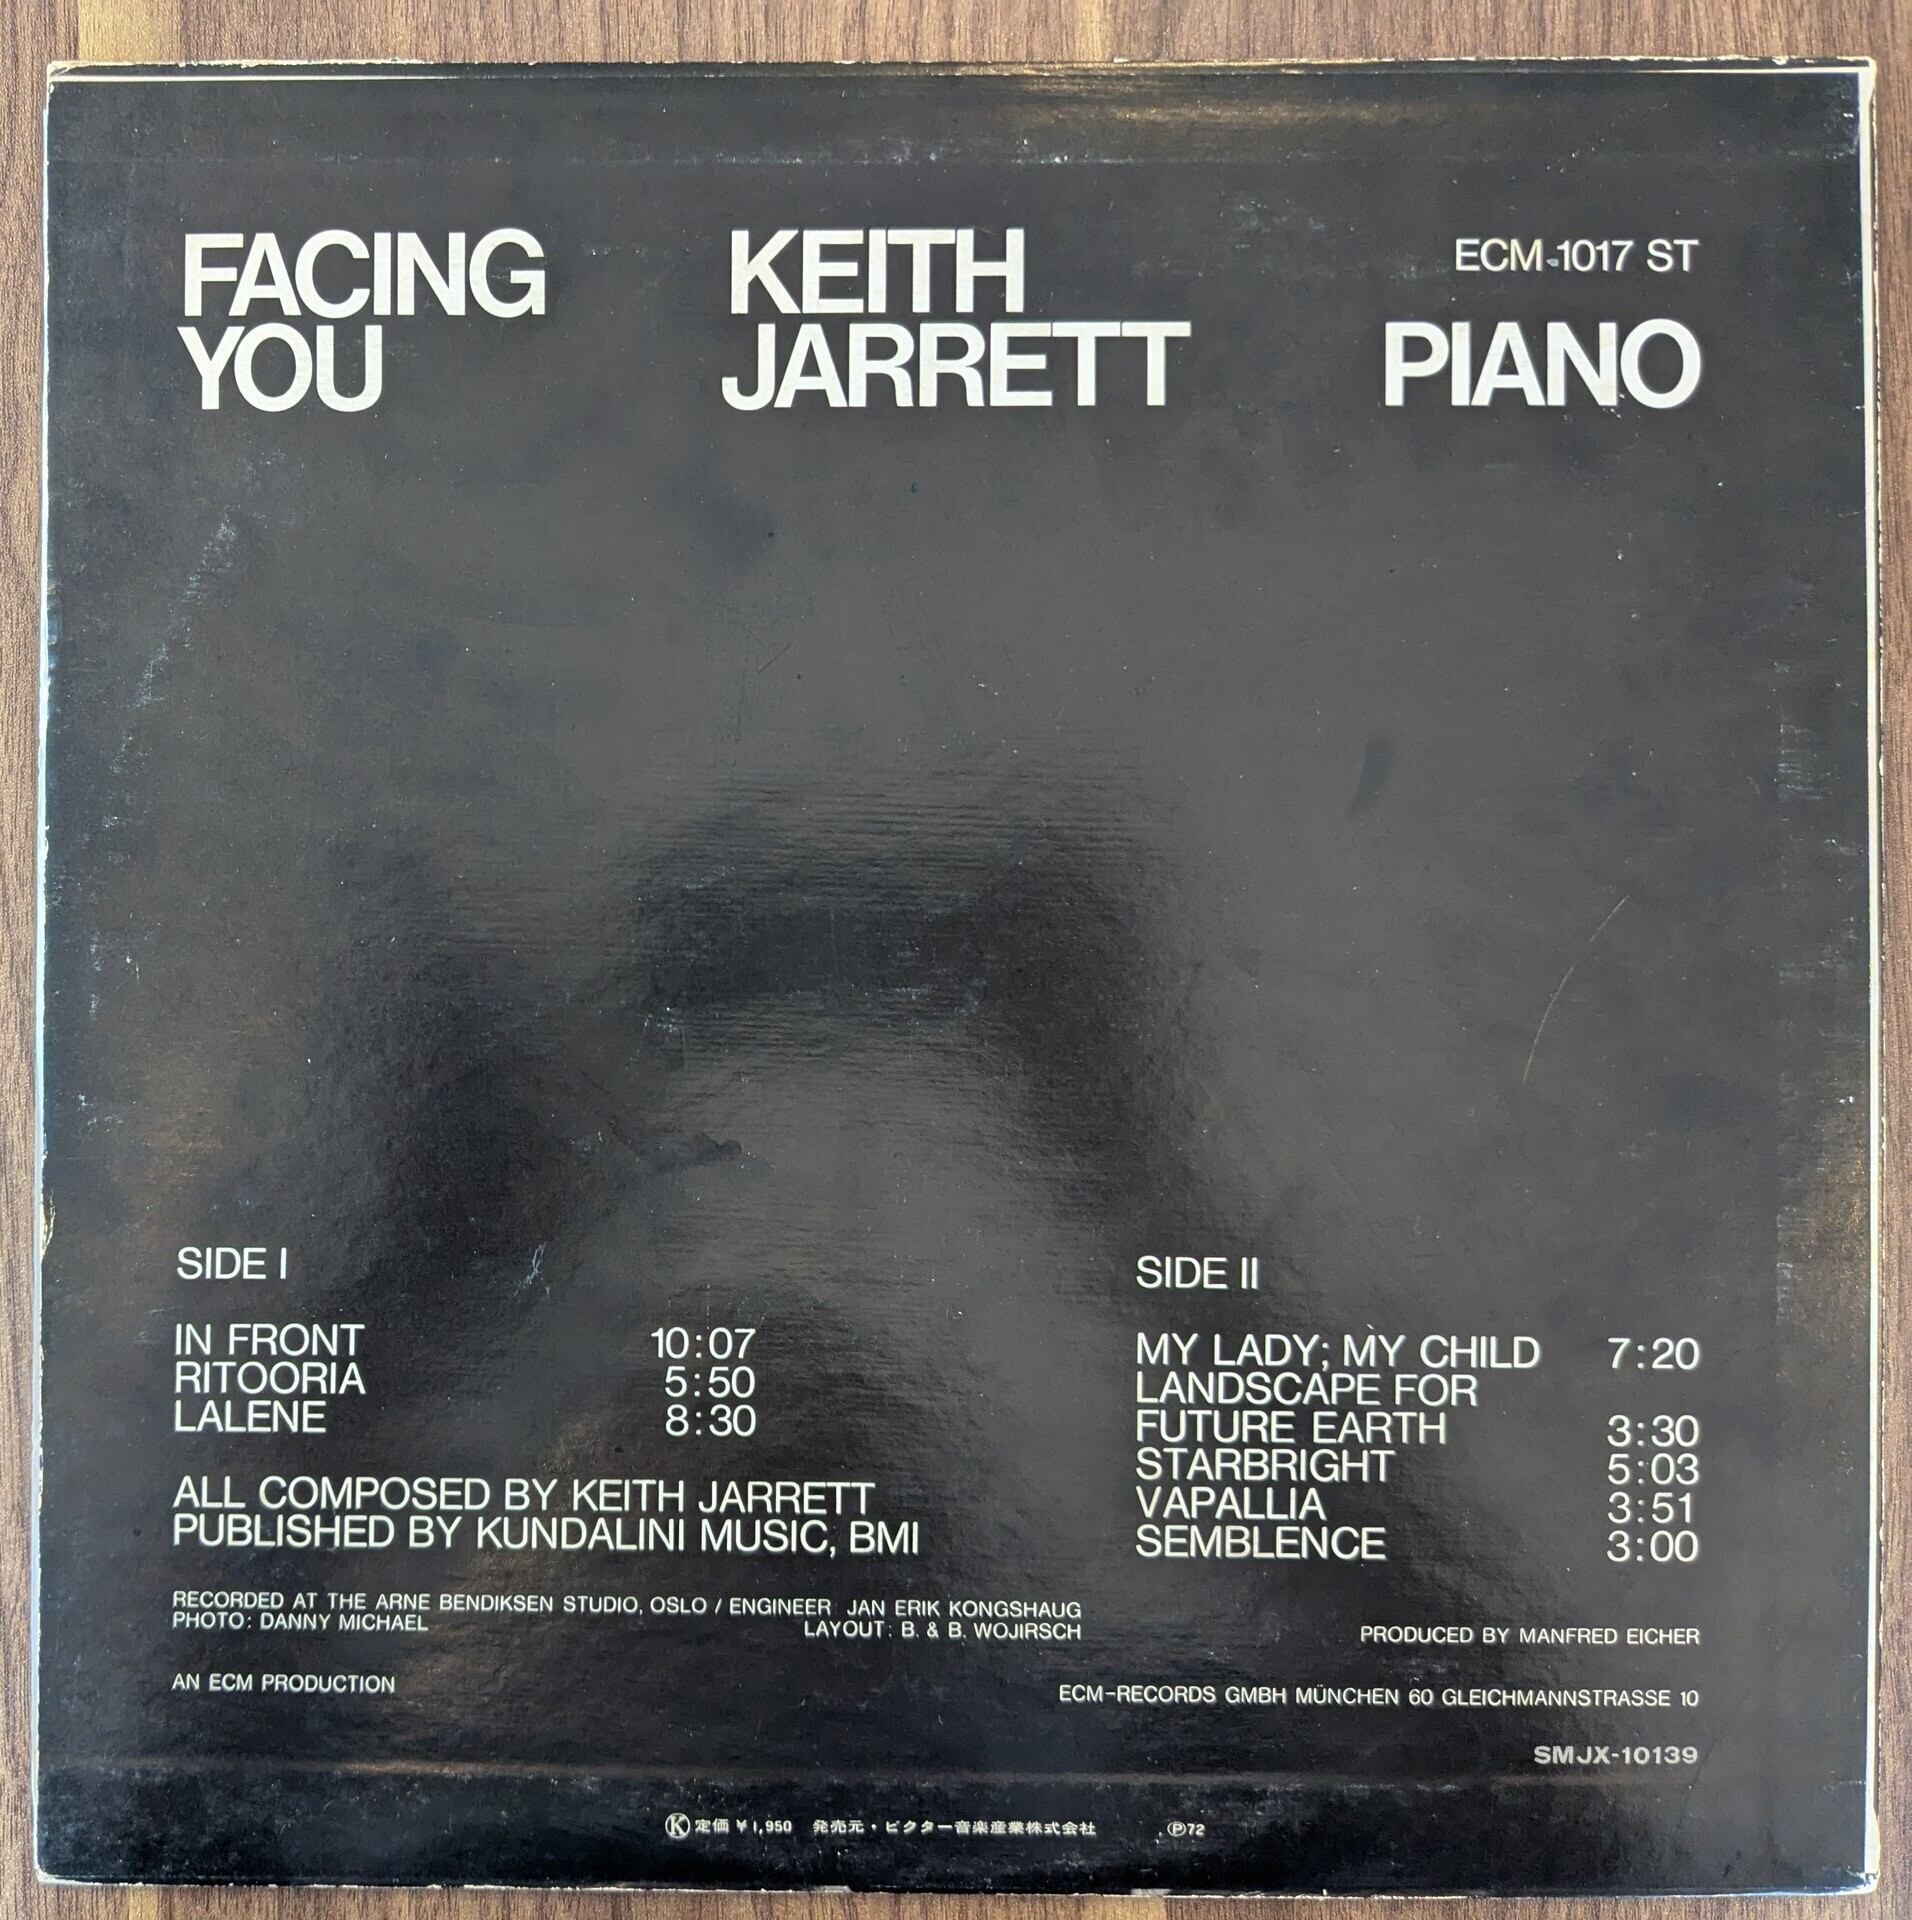 FACING
YOU
KEITH
JARRETT
ECM-1017 ST
PIANO
SIDE I
IN FRONT 10:07
RITOORIA 5:50
LALENE 8:30
ALL COMPOSED BY KEITH JARRETT
PUBLISHED BY KUNDALINI MUSIC, BMI
SIDE II
MY LADY; MY CHILD 7:20
LANDSCAPE FOR
FUTURE EARTH 3:30
STARBRIGHT 5:03
VAPALLIA 3:51
SEMBLENCE 3:00
RECORDED AT THE ARNE BENDIKSEN STUDIO, OSLO / ENGINEER: JAN ERIK KONGSHAUG
PHOTO: DANNY MICHAEL LAYOUT: B. & B. WOJIRSCH
PRODUCED BY MANFRED EICHER
AN ECM PRODUCTION
ECM-RECORDS GMBH MÜNCHEN 60 GLEICHMANNSTRASSE 10
SMJX-10139
Ⓚ定価¥1,950 発売元・ビクター音楽産業株式会社 ℗72